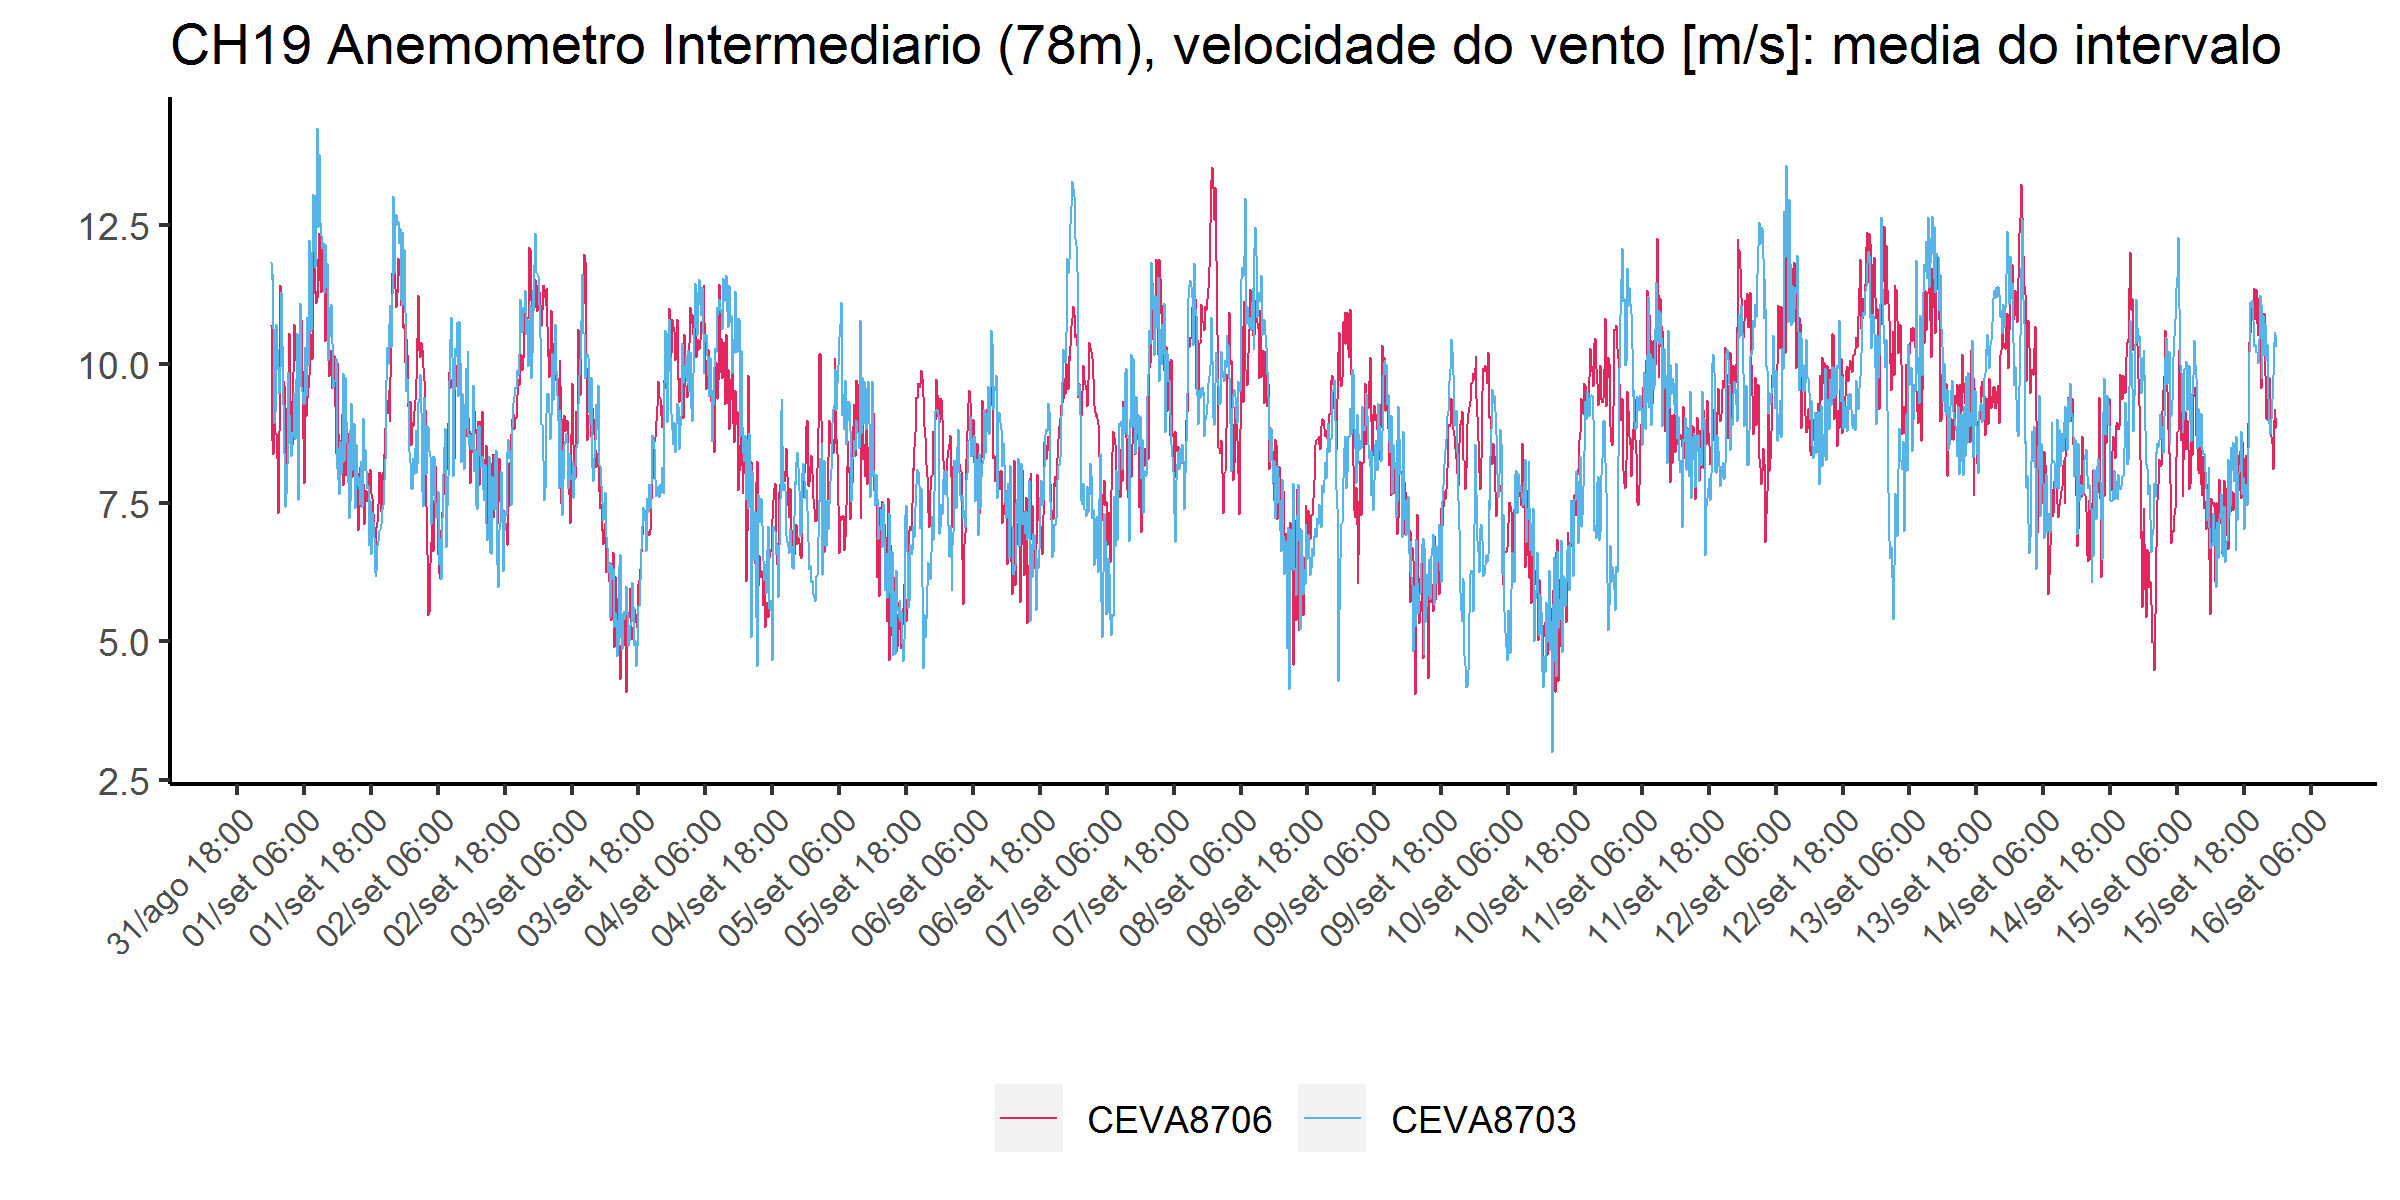 CH19 Anemometro Intermediario (78m), velocidade do vento [m/s]: media do intervalo
12.5
10.0
7.5
5.0
2.5
31/ago 18:00
01/set 06:00
01/set 18:00
02/set 06:00
02/set 18:00
03/set 06:00
03/set 18:00
04/set 06:00
04/set 18:00
05/set 06:00
05/set 18:00
06/set 06:00
06/set 18:00
07/set 06:00
07/set 18:00
08/set 06:00
08/set 18:00
09/set 06:00
09/set 18:00
10/set 06:00
10/set 18:00
11/set 06:00
11/set 18:00
12/set 06:00
12/set 18:00
13/set 06:00
13/set 18:00
14/set 06:00
14/set 18:00
15/set 06:00
15/set 18:00
16/set 06:00
CEVA8706
CEVA8703